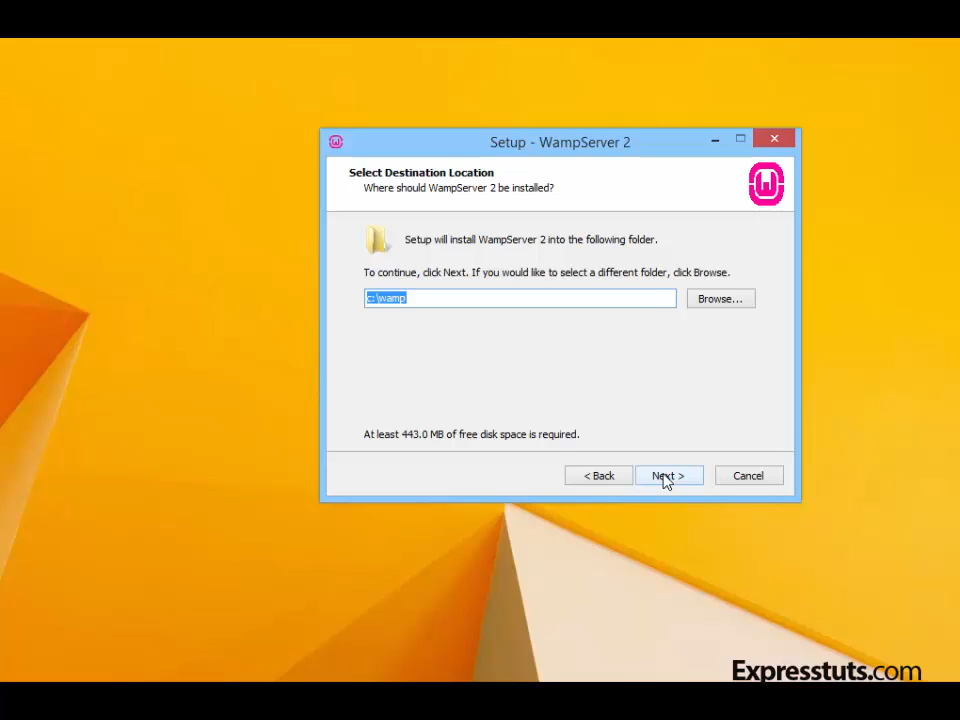 Setup - WampServer 2
Select Destination Location
Where should WampServer 2 be installed?
Setup will install WampServer 2 into the following folder.
To continue, click Next. If you would like to select a different folder, click Browse.
c:\wamp
Browse...
At least 443.0 MB of free disk space is required.
< Back
Next >
Cancel
Expresstuts.com